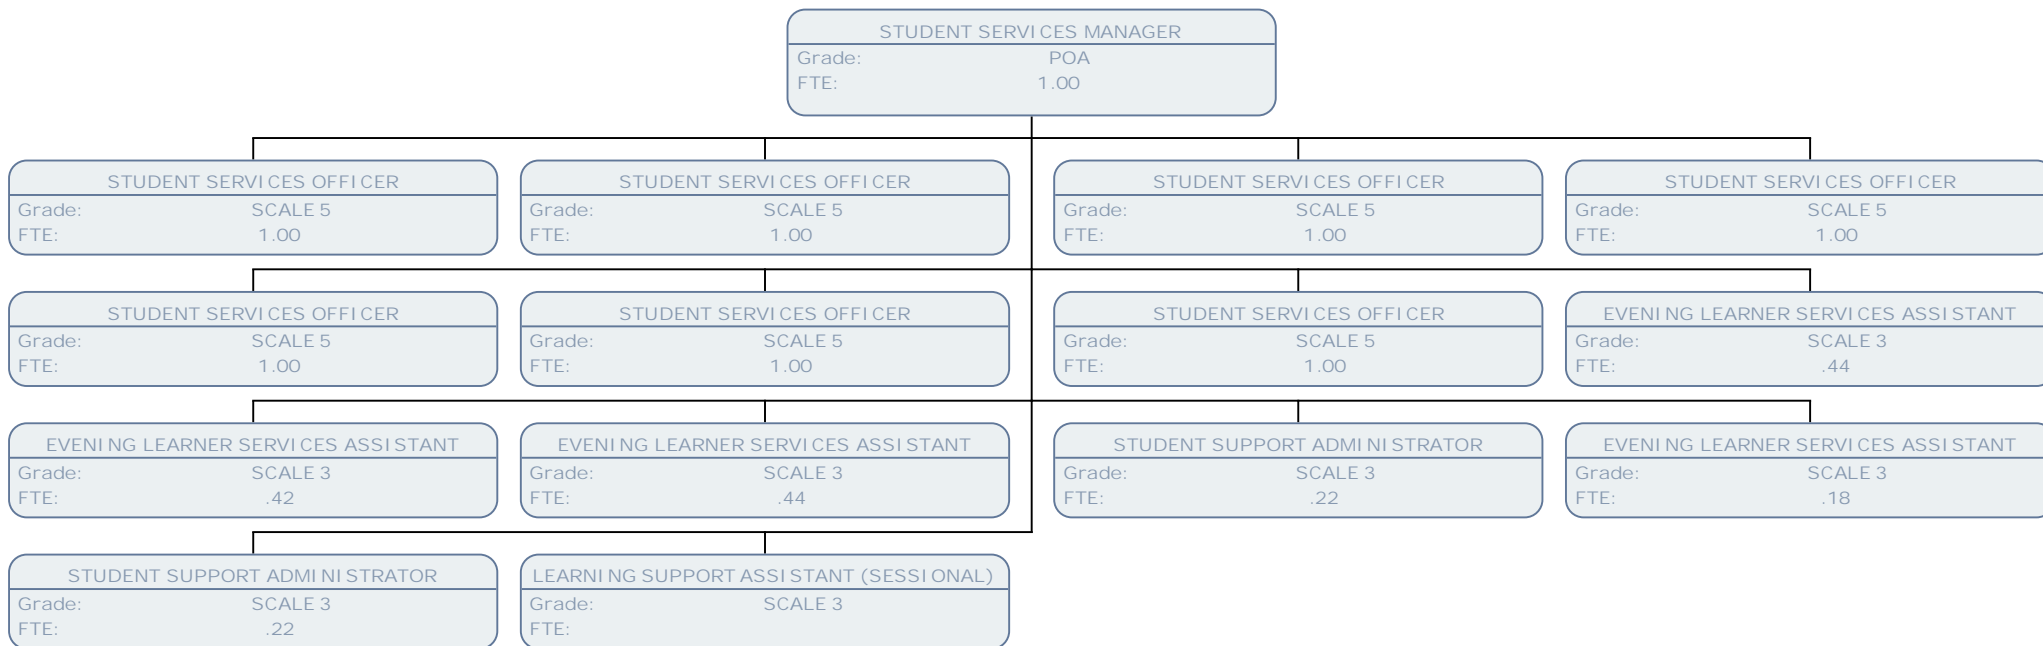 STUDENT SERVICES MANAGER
Grade: POA
FTE: 1.00
STUDENT SERVICES OFFICER
Grade: SCALE 5
FTE: 1.00
STUDENT SERVICES OFFICER
Grade: SCALE 5
FTE: 1.00
STUDENT SERVICES OFFICER
Grade: SCALE 5
FTE: 1.00
STUDENT SERVICES OFFICER
Grade: SCALE 5
FTE: 1.00
STUDENT SERVICES OFFICER
Grade: SCALE 5
FTE: 1.00
STUDENT SERVICES OFFICER
Grade: SCALE 5
FTE: 1.00
STUDENT SERVICES OFFICER
Grade: SCALE 5
FTE: 1.00
EVENING LEARNER SERVICES ASSISTANT
Grade: SCALE 3
FTE: .44
EVENING LEARNER SERVICES ASSISTANT
Grade: SCALE 3
FTE: .42
EVENING LEARNER SERVICES ASSISTANT
Grade: SCALE 3
FTE: .44
STUDENT SUPPORT ADMINISTRATOR
Grade: SCALE 3
FTE: .22
EVENING LEARNER SERVICES ASSISTANT
Grade: SCALE 3
FTE: .18
STUDENT SUPPORT ADMINISTRATOR
Grade: SCALE 3
FTE: .22
LEARNING SUPPORT ASSISTANT (SESSIONAL)
Grade: SCALE 3
FTE: